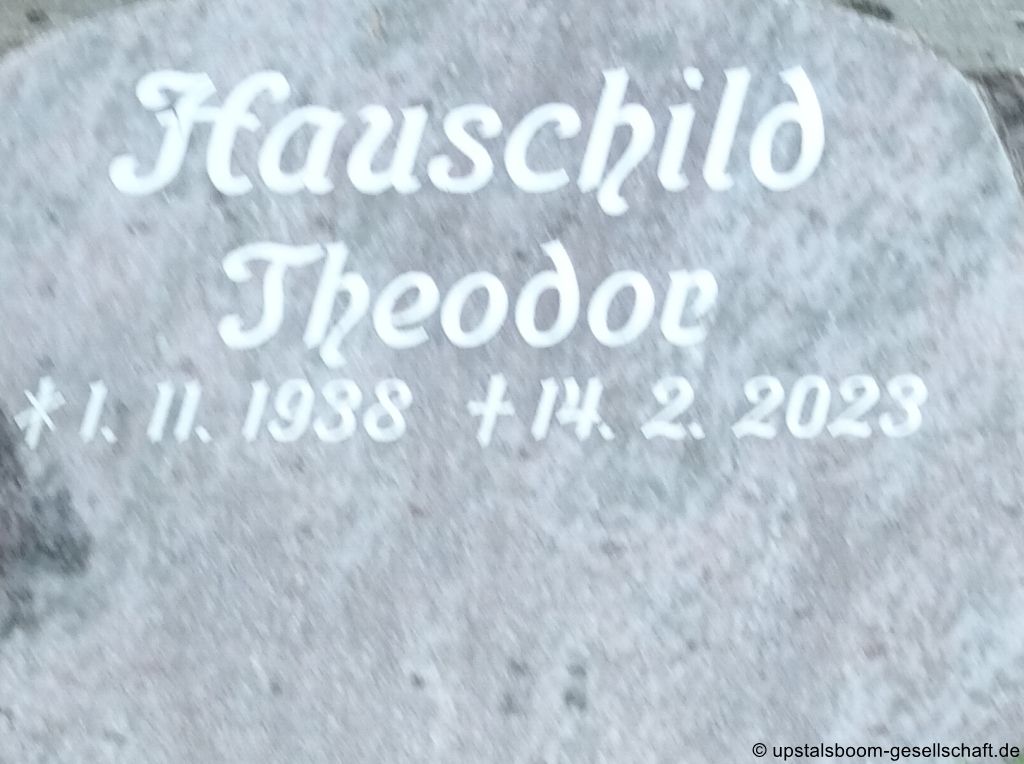 Hauschild
Theodor
* 1. 11. 1938 † 14. 2. 2023
© upstalsboom-gesellschaft.de